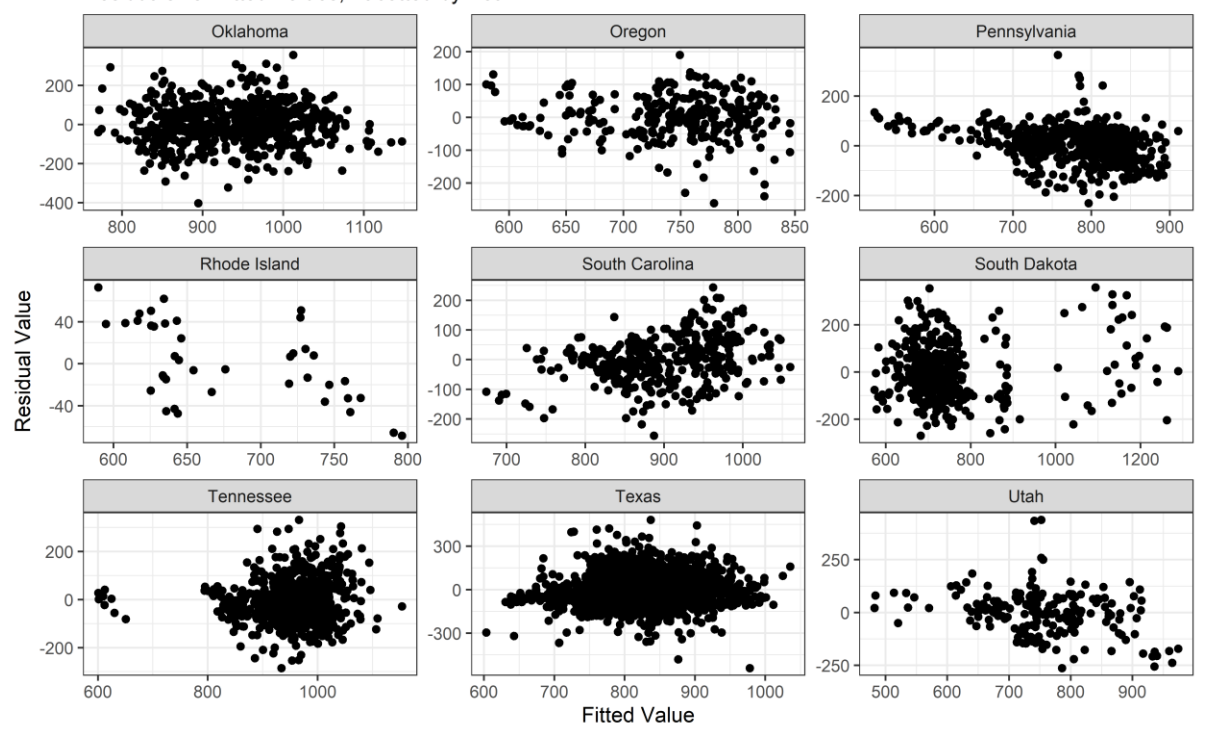 Oklahoma Oregon Pennsylvania
200 0 -200 -400
800 900 1000 1100
200 100 0 -100 -200
600 650 700 750 800 850
200 0 -200
600 700 800 900
Rhode Island South Carolina South Dakota
Residual Value
40 0 -40
600 650 700 750 800
200 100 0 -100 -200
700 800 900 1000
200 0 -200
600 800 1000 1200
Tennessee Texas Utah
200 0 -200
600 800 1000
300 0 -300
600 700 800 900 1000
250 0 -250
500 600 700 800 900
Fitted Value